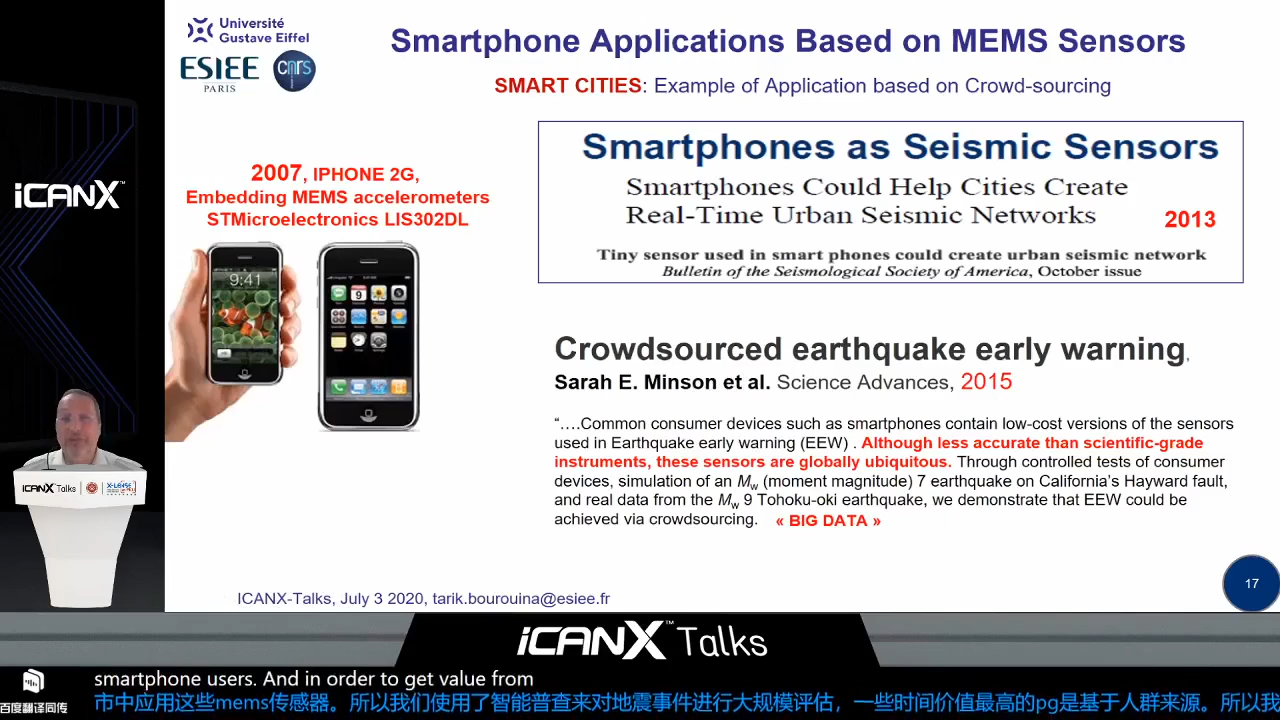 Université
Gustave Eiffel
ESIEE
PARIS
cnrs
Smartphone Applications Based on MEMS Sensors
SMART CITIES: Example of Application based on Crowd-sourcing
iCANX™
2007, IPHONE 2G,
Embedding MEMS accelerometers
STMicroelectronics LIS302DL
9:41
Smartphones as Seismic Sensors
Smartphones Could Help Cities Create
Real-Time Urban Seismic Networks
2013
Tiny sensor used in smart phones could create urban seismic network
Bulletin of the Seismological Society of America, October issue
Crowdsourced earthquake early warning,
Sarah E. Minson et al. Science Advances, 2015
“….Common consumer devices such as smartphones contain low-cost versions of the sensors
used in Earthquake early warning (EEW) . Although less accurate than scientific-grade
instruments, these sensors are globally ubiquitous. Through controlled tests of consumer
devices, simulation of an Mw (moment magnitude) 7 earthquake on California’s Hayward fault,
and real data from the Mw 9 Tohoku-oki earthquake, we demonstrate that EEW could be
achieved via crowdsourcing. « BIG DATA »
iCANX Talks
17
ICANX-Talks, July 3 2020, tarik.bourouina@esiee.fr
iCANX™ Talks
smartphone users. And in order to get value from
百度翻译同传
市中应用这些mems传感器。所以我们使用了智能普查来对地震事件进行大规模评估，一些时间价值最高的pg是基于人群来源。所以我